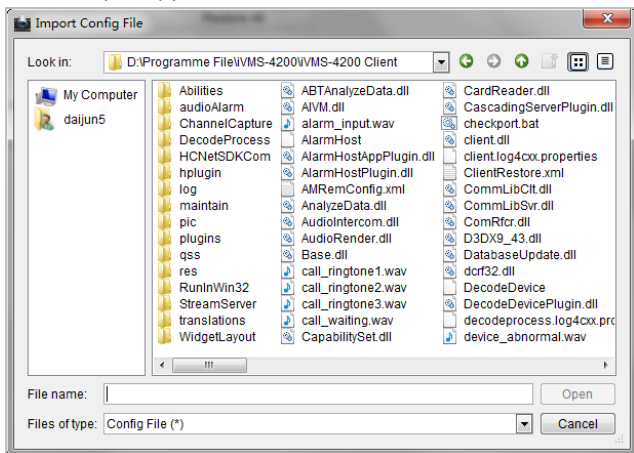 Import Config File
Look in: D:\Programme File\iVMS-4200\iVMS-4200 Client
My Computer
daijun5
Abilities
audioAlarm
ChannelCapture
DecodeProcess
HCNetSDKCom
hplugin
log
maintain
pic
plugins
qss
res
RunInWin32
StreamServer
translations
WidgetLayout
ABTAnalyzeData.dll
AIVM.dll
alarm_input.wav
AlarmHost
AlarmHostAppPlugin.dll
AlarmHostPlugin.dll
AMRemConfig.xml
AnalyzeData.dll
AudioIntercom.dll
AudioRender.dll
Base.dll
call_ringtone1.wav
call_ringtone2.wav
call_ringtone3.wav
call_waiting.wav
CapabilitySet.dll
CardReader.dll
CascadingServerPlugin.dll
checkport.bat
client.dll
client.log4cxx.properties
ClientRestore.xml
CommLibClt.dll
CommLibSvr.dll
ComRfcr.dll
D3DX9_43.dll
DatabaseUpdate.dll
dcrf32.dll
DecodeDevice
DecodeDevicePlugin.dll
decodeprocess.log4cxx.pro
device_abnormal.wav
File name: Open
Files of type: Config File (*) Cancel